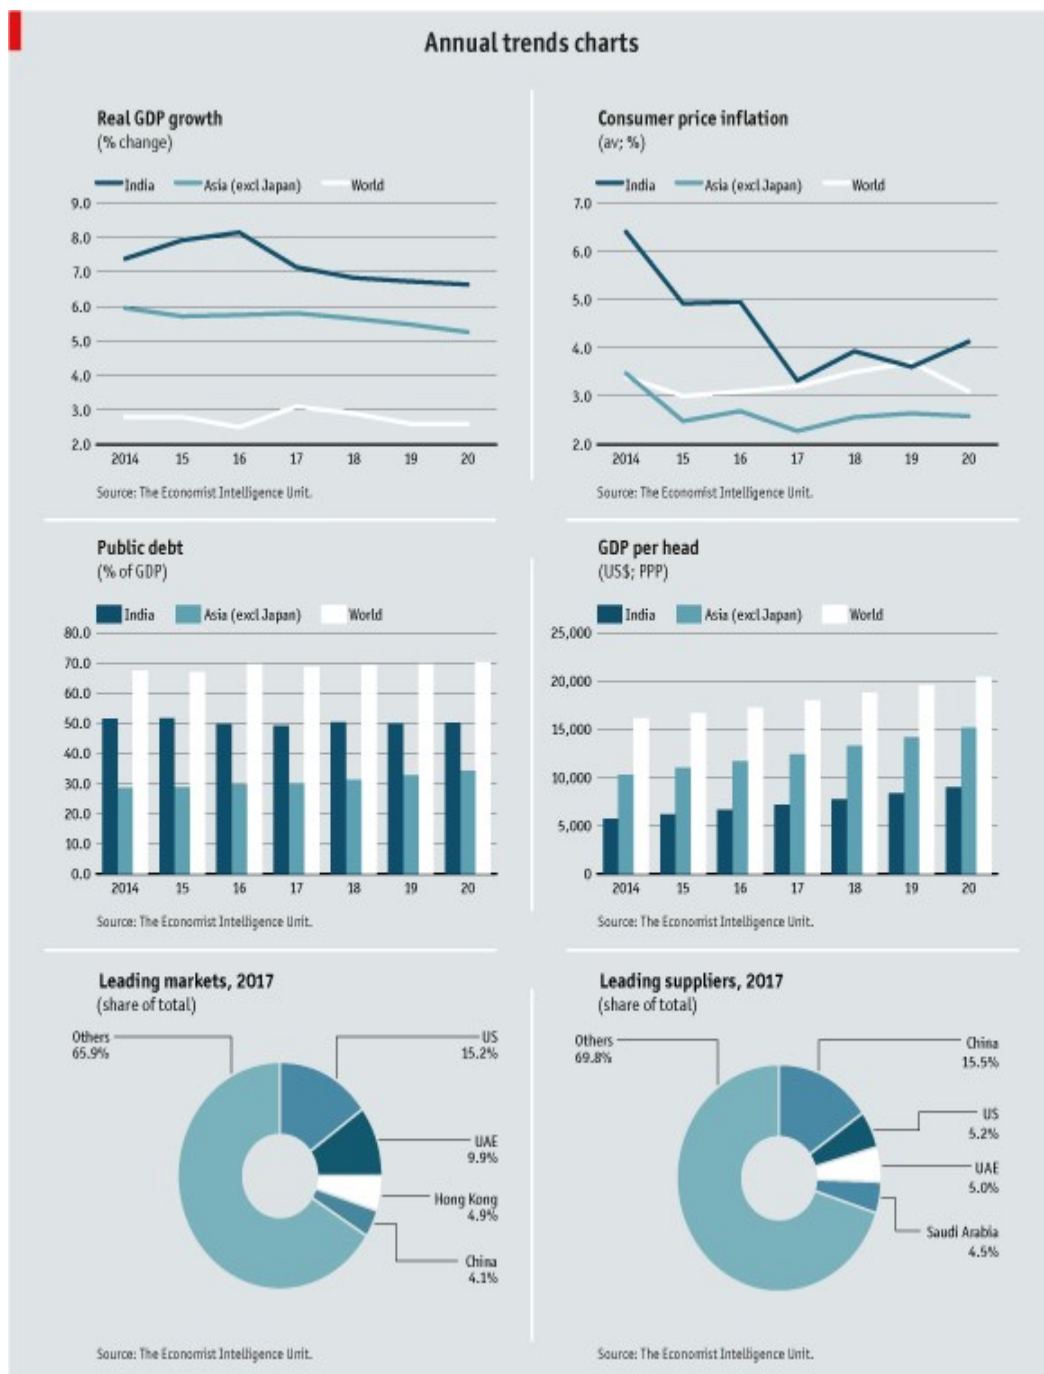 Annual trends charts
Real GDP growth
(% change)
India
Asia (excl Japan)
World
9.0
8.0
7.0
6.0
5.0
4.0
3.0
2.0
2014 15 16 17 18 19 20
Source: The Economist Intelligence Unit.
Consumer price inflation
(av; %)
India
Asia (excl Japan)
World
7.0
6.0
5.0
4.0
3.0
2.0
2014 15 16 17 18 19 20
Source: The Economist Intelligence Unit.
Public debt
(% of GDP)
India
Asia (excl Japan)
World
80.0
70.0
60.0
50.0
40.0
30.0
20.0
10.0
0.0
2014 15 16 17 18 19 20
Source: The Economist Intelligence Unit.
GDP per head
(US$; PPP)
India
Asia (excl Japan)
World
25,000
20,000
15,000
10,000
5,000
0
2014 15 16 17 18 19 20
Source: The Economist Intelligence Unit.
Leading markets, 2017
(share of total)
Others
65.9%
US
15.2%
UAE
9.9%
Hong Kong
4.9%
China
4.1%
Source: The Economist Intelligence Unit.
Leading suppliers, 2017
(share of total)
Others
69.8%
China
15.5%
US
5.2%
UAE
5.0%
Saudi Arabia
4.5%
Source: The Economist Intelligence Unit.